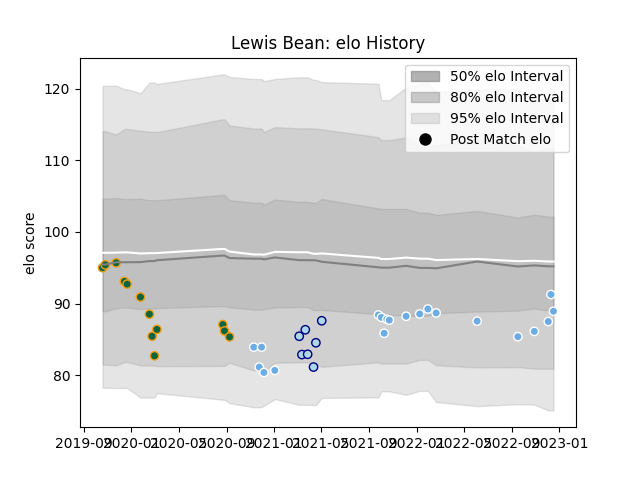 Lewis Bean: elo History
50% elo Interval
80% elo Interval
95% elo Interval
Post Match elo
elo score
120
110
100
90
80
2019-09 2020-01 2020-05 2020-09 2021-01 2021-05 2021-09 2022-01 2022-05 2022-09 2023-01